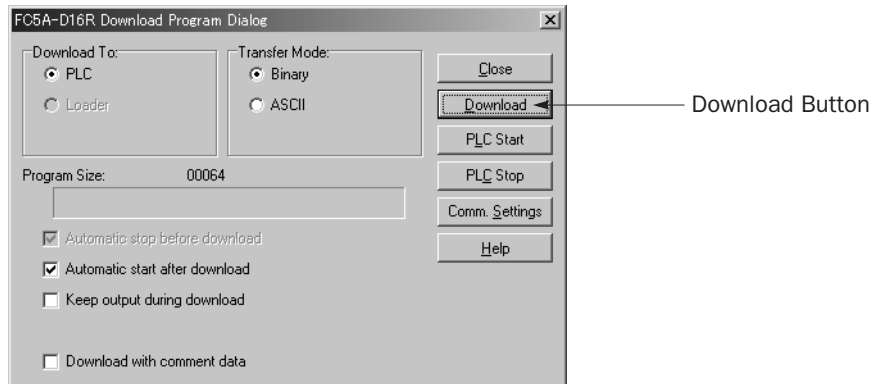 FC5A-D16R Download Program Dialog
Download To:
PLC
Loader
Transfer Mode:
Binary
ASCII
Close
Download
PLC Start
PLC Stop
Comm. Settings
Help
Download Button
Program Size: 00064
Automatic stop before download
Automatic start after download
Keep output during download
Download with comment data